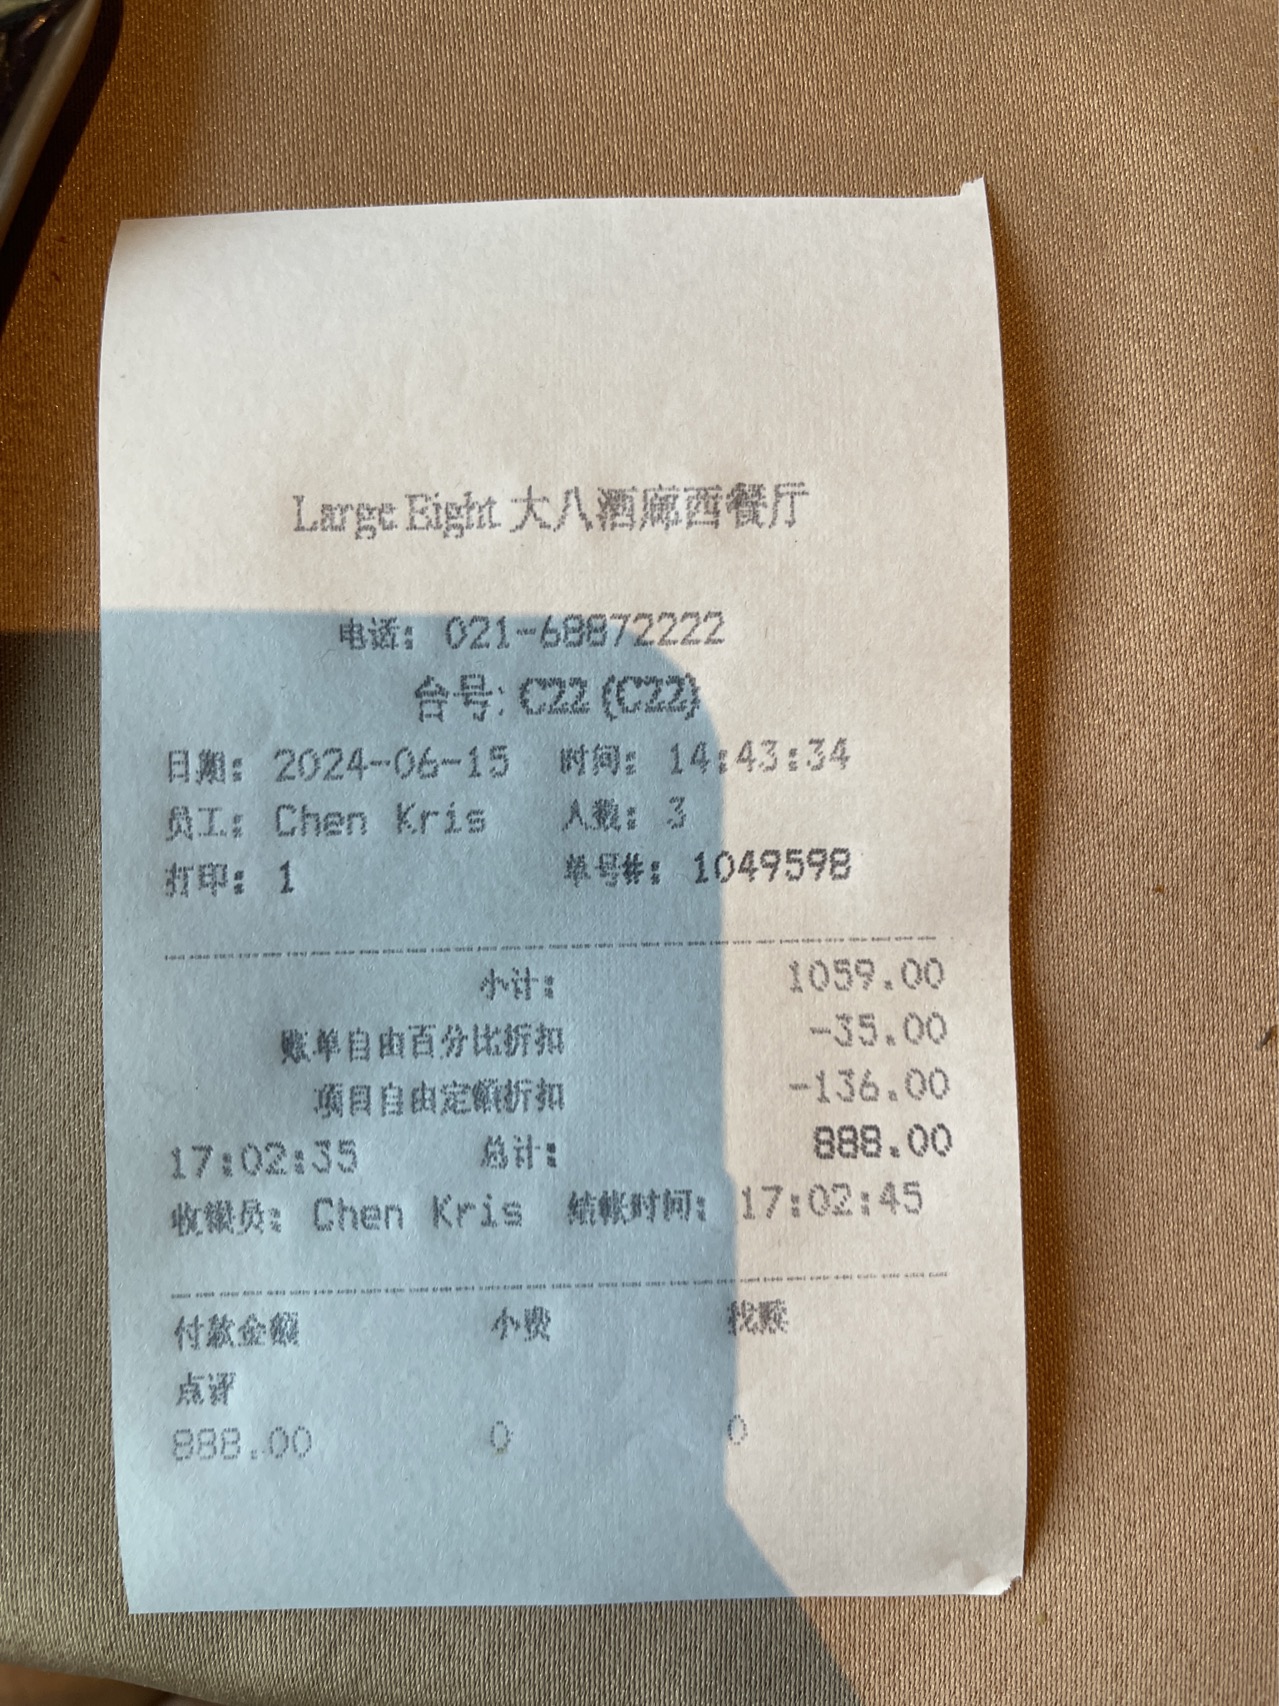 Large Eight 大八酒廊西餐厅
电话: 021-68872222
台号: C22 (C22)
日期: 2024-06-15 时间: 14:43:34
员工: Chen Kris 人数: 3
打印: 1 单号#: 1049598
小计: 1059.00
账单自由百分比折扣 -35.00
项目自由定额折扣 -136.00
17:02:35 总计: 888.00
收银员: Chen Kris 结帐时间: 17:02:45
付款金额 小费 找赎
点评
888.00 0 0